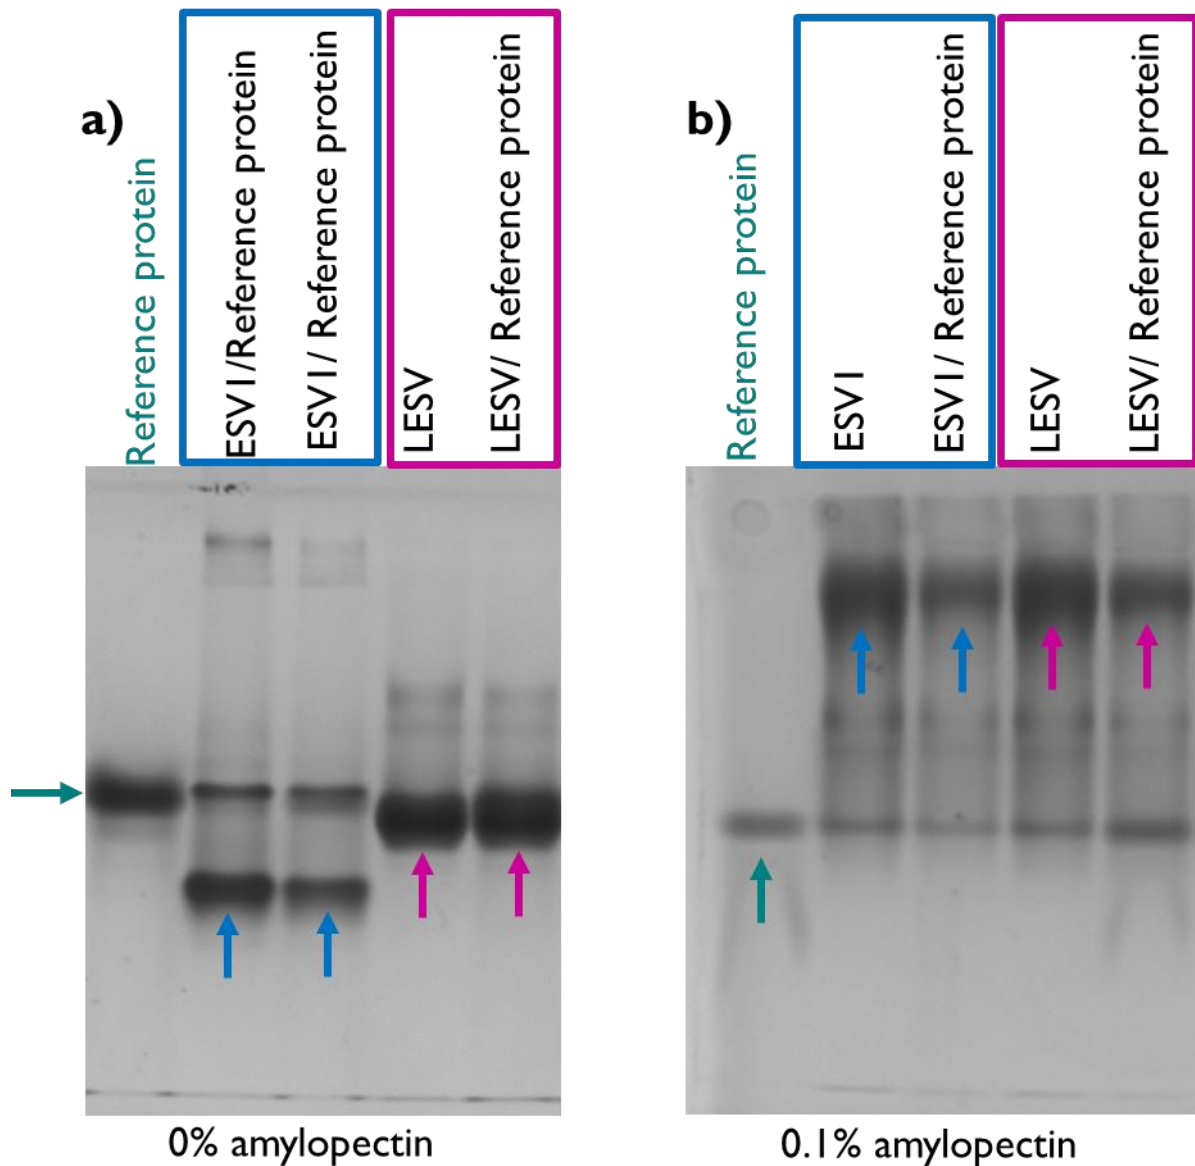 a)
Reference protein
ESV1/Reference protein
ESV1/ Reference protein
LESV
LESV/ Reference protein
0% amylopectin
b)
Reference protein
ESV1
ESV1/ Reference protein
LESV
LESV/ Reference protein
0.1% amylopectin